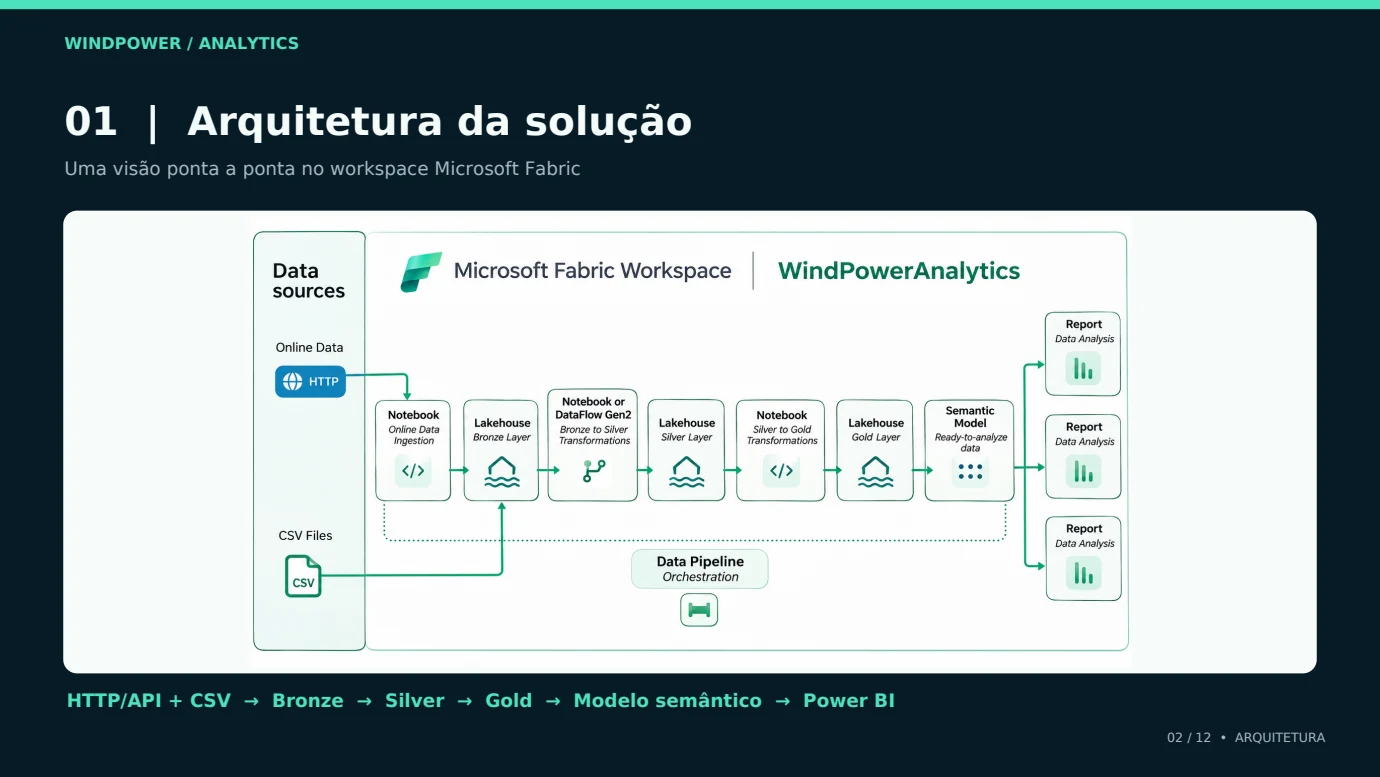 WINDPOWER / ANALYTICS
01 | Arquitetura da solução
Uma visão ponta a ponta no workspace Microsoft Fabric
Data
sources
Microsoft Fabric Workspace
WindPowerAnalytics
Online Data
HTTP
CSV Files
CSV
Notebook
Online Data
Ingestion
Lakehouse
Bronze Layer
Notebook or
DataFlow Gen2
Bronze to Silver
Transformations
Lakehouse
Silver Layer
Notebook
Silver to Gold
Transformations
Lakehouse
Gold Layer
Semantic
Model
Ready-to-analyze
data
Report
Data Analysis
Report
Data Analysis
Report
Data Analysis
Data Pipeline
Orchestration
HTTP/API + CSV → Bronze → Silver → Gold → Modelo semântico → Power BI
02 / 12 • ARQUITETURA